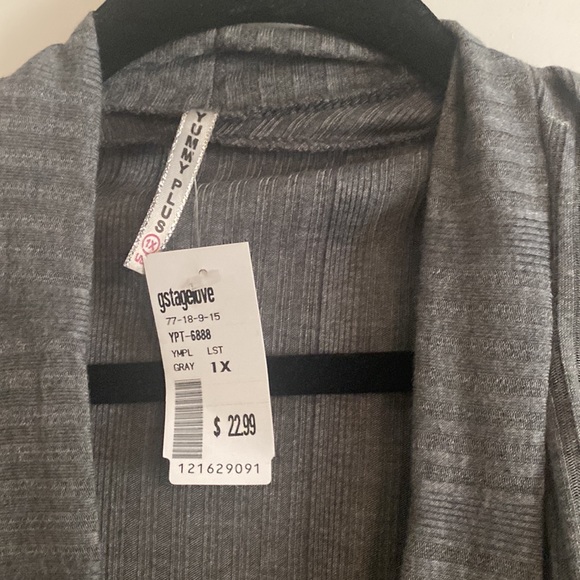 YUMMY PLUS
1X
gstagelove
77-18-9-15
YPT-6888
YMPL LST
GRAY 1X
$ 22.99
121629091